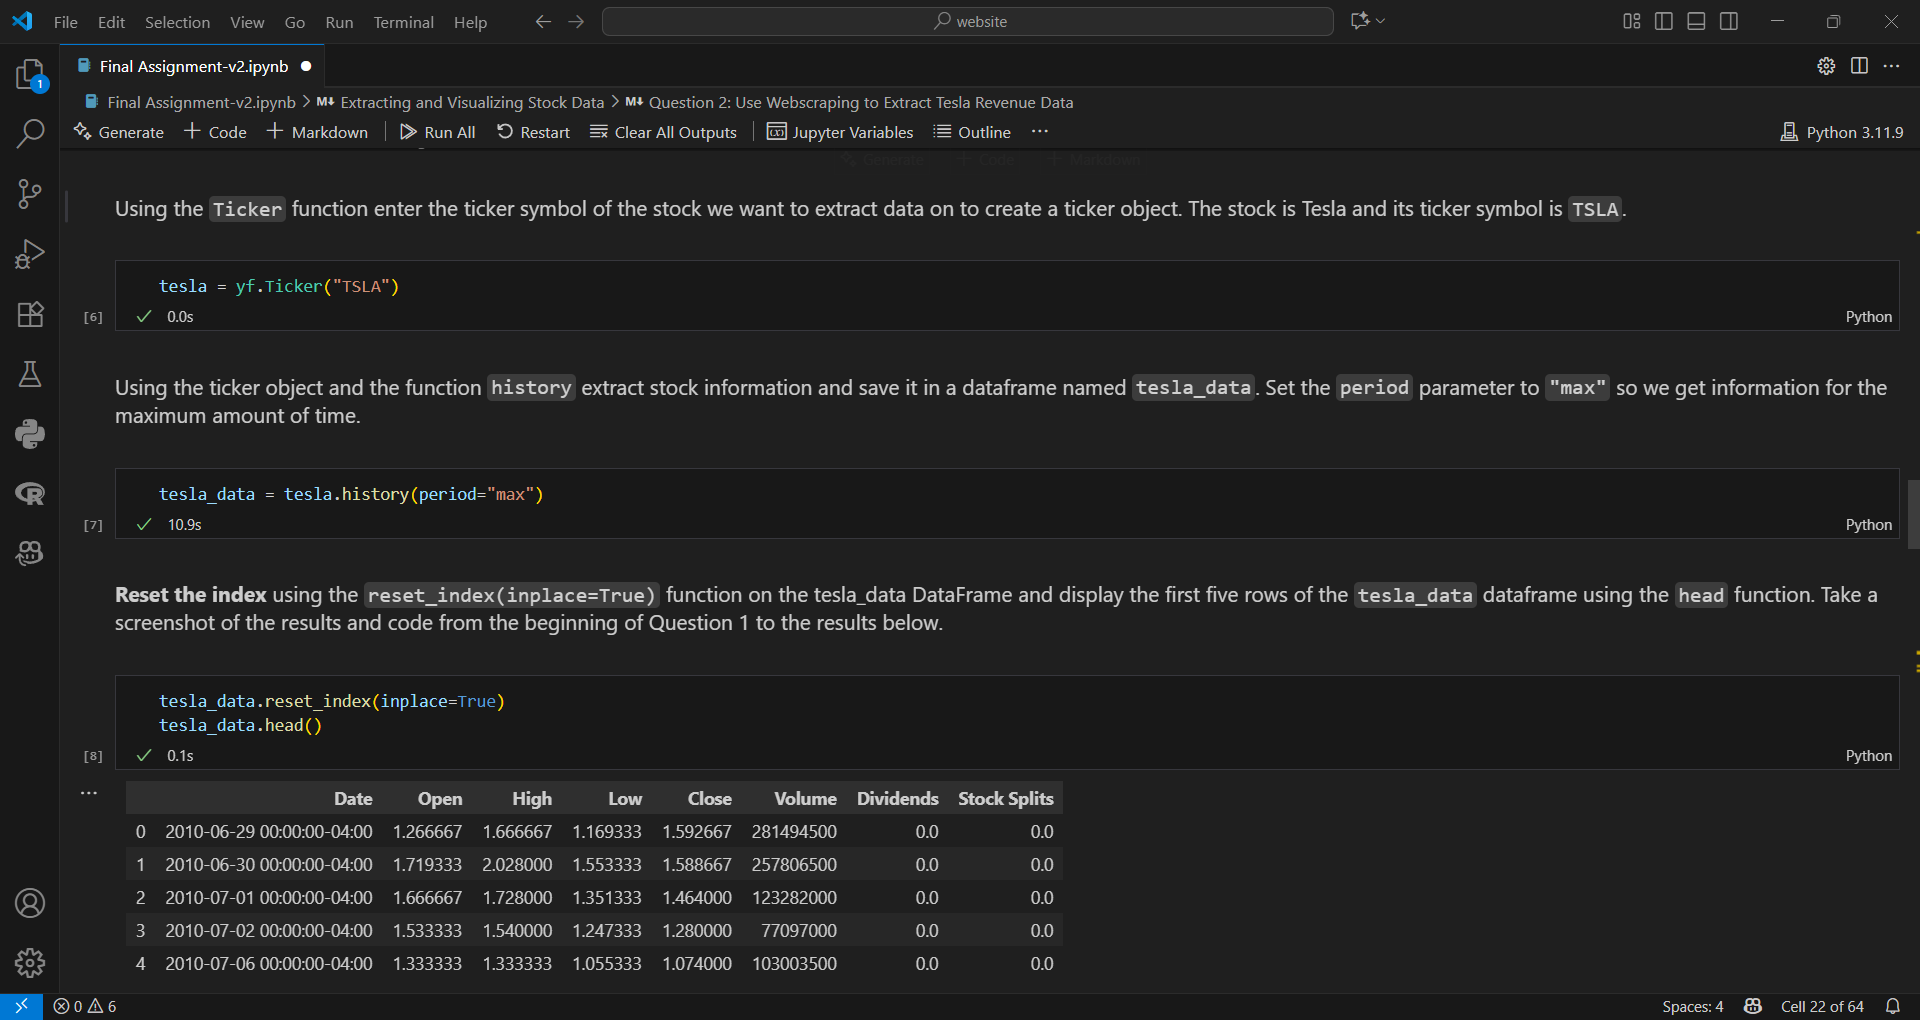 File Edit Selection View Go Run Terminal Help
website
Final Assignment-v2.ipynb
1
Final Assignment-v2.ipynb > M↓ Extracting and Visualizing Stock Data > M↓ Question 2: Use Webscraping to Extract Tesla Revenue Data
Generate + Code + Markdown Run All Restart Clear All Outputs Jupyter Variables Outline ... Python 3.11.9
Generate + Code + Markdown
Using the Ticker function enter the ticker symbol of the stock we want to extract data on to create a ticker object. The stock is Tesla and its ticker symbol is TSLA.
tesla = yf.Ticker("TSLA")
[6] 0.0s Python
Using the ticker object and the function history extract stock information and save it in a dataframe named tesla_data. Set the period parameter to "max" so we get information for the
maximum amount of time.
tesla_data = tesla.history(period="max")
[7] 10.9s Python
Reset the index using the reset_index(inplace=True) function on the tesla_data DataFrame and display the first five rows of the tesla_data dataframe using the head function. Take a
screenshot of the results and code from the beginning of Question 1 to the results below.
tesla_data.reset_index(inplace=True)
tesla_data.head()
[8] 0.1s Python
...
Date Open High Low Close Volume Dividends Stock Splits
0 2010-06-29 00:00:00-04:00 1.266667 1.666667 1.169333 1.592667 281494500 0.0 0.0
1 2010-06-30 00:00:00-04:00 1.719333 2.028000 1.553333 1.588667 257806500 0.0 0.0
2 2010-07-01 00:00:00-04:00 1.666667 1.728000 1.351333 1.464000 123282000 0.0 0.0
3 2010-07-02 00:00:00-04:00 1.533333 1.540000 1.247333 1.280000 77097000 0.0 0.0
4 2010-07-06 00:00:00-04:00 1.333333 1.333333 1.055333 1.074000 103003500 0.0 0.0
0 6 Spaces: 4 Cell 22 of 64